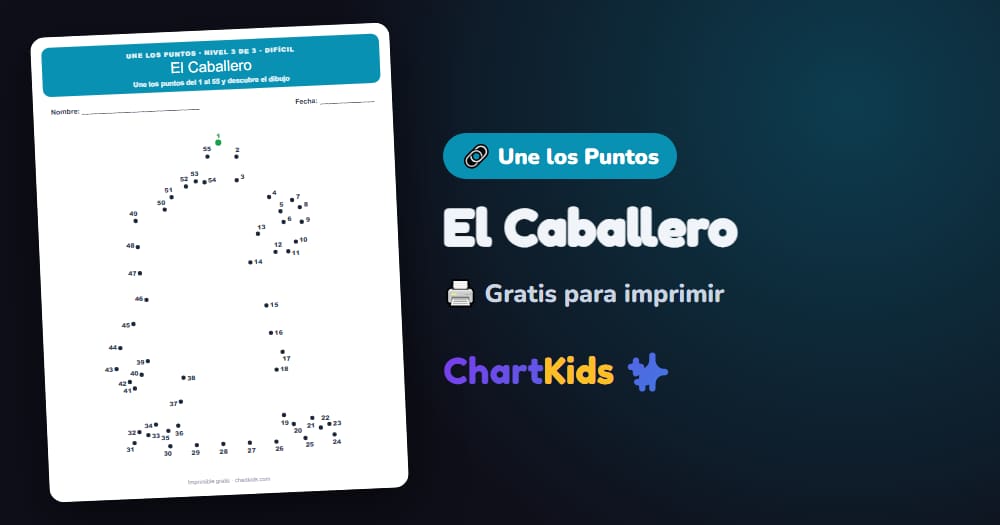 UNE LOS PUNTOS · NIVEL 3 DE 3 · DIFÍCIL
El Caballero
Une los puntos del 1 al 55 y descubre el dibujo
Nombre: ____________________ Fecha: ____________
1
55 2
52 53 54 3
51 4 7
50 5 8
49 6 9
13
48 12 10
11
14
47
46 15
45 16
44 17
39 18
43 40 38
42
41
37
34 19 22
32 33 35 36 20 21 23
31 30 29 28 27 26 25 24
Imprimible gratis · chartkids.com
Une los Puntos
El Caballero
Gratis para imprimir
ChartKids